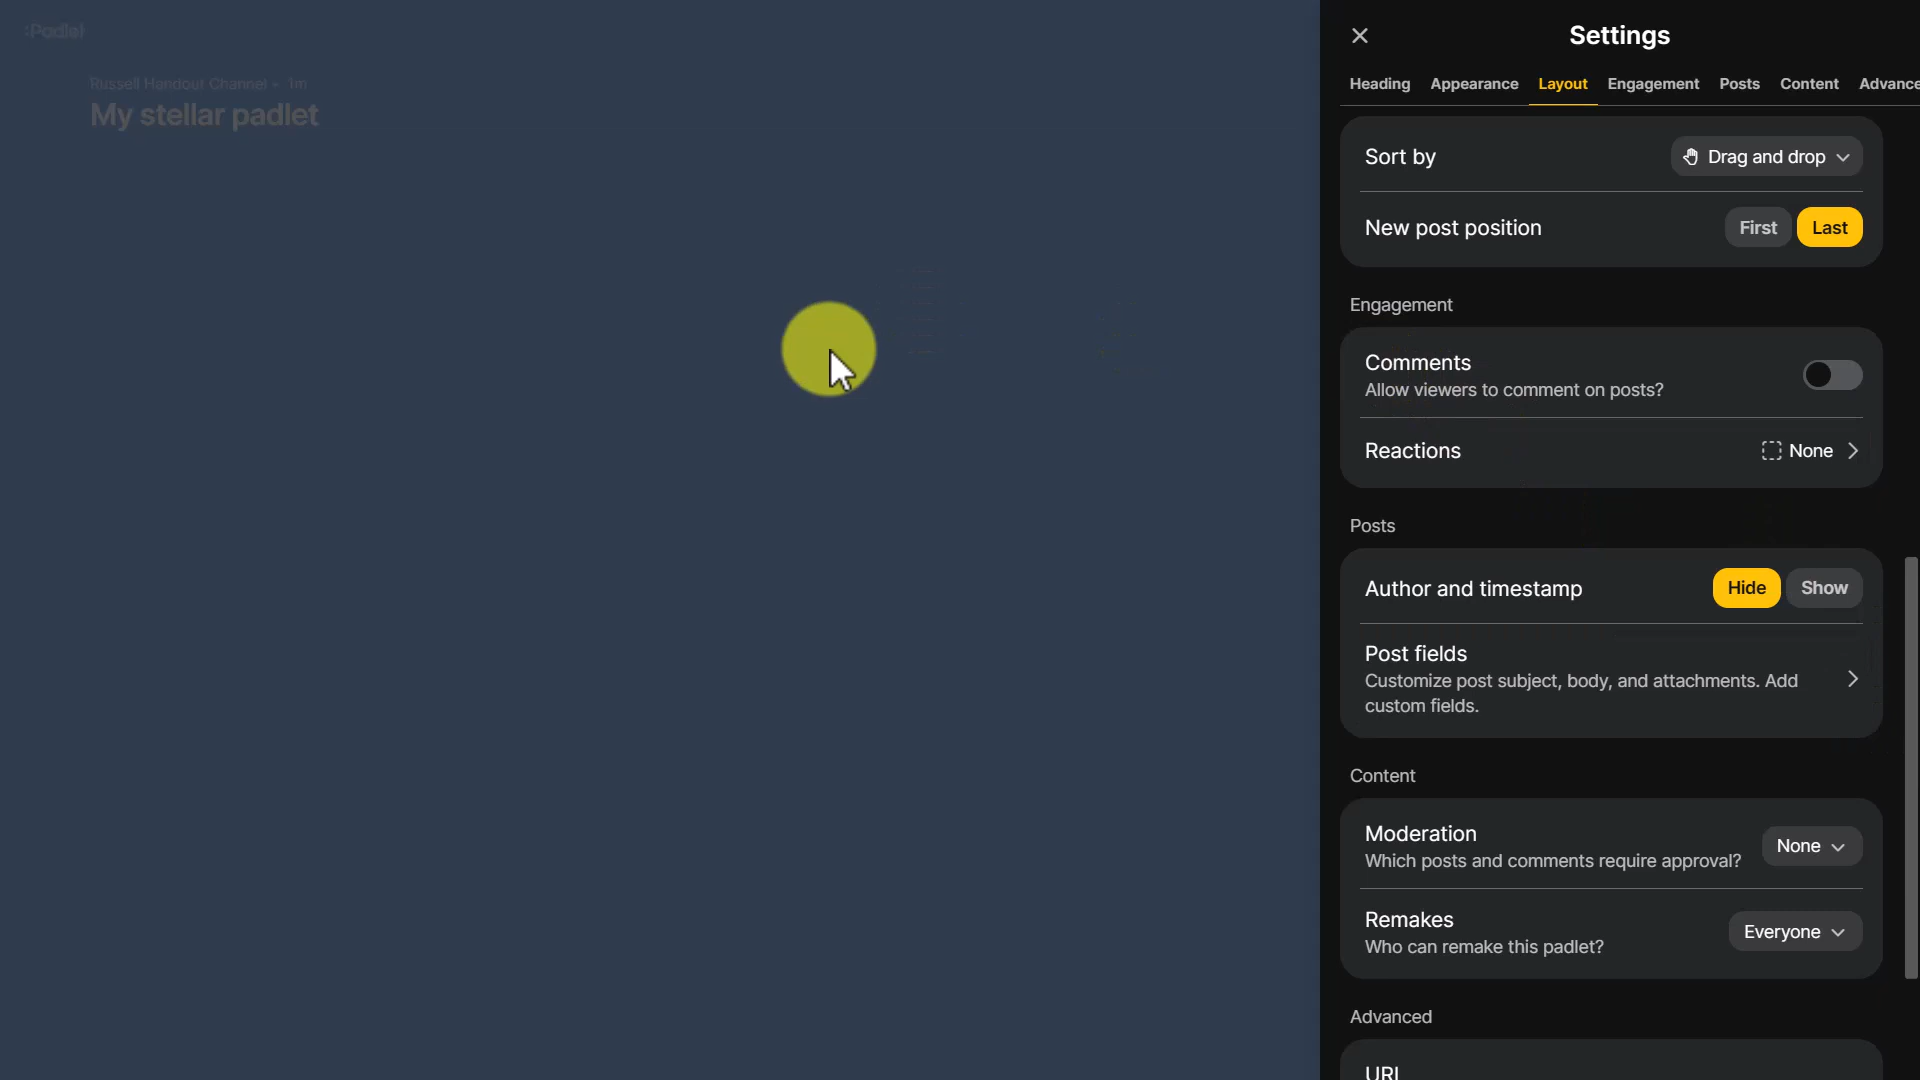 Padlet
Russell Handout Channel • 1m
My stellar padlet
Settings
Heading Appearance Layout Engagement Posts Content Advance
Sort by
Drag and drop
New post position
First Last
Engagement
Comments
Allow viewers to comment on posts?
Reactions
None
Posts
Author and timestamp
Hide Show
Post fields
Customize post subject, body, and attachments. Add
custom fields.
Content
Moderation
Which posts and comments require approval?
None
Remakes
Who can remake this padlet?
Everyone
Advanced
URL